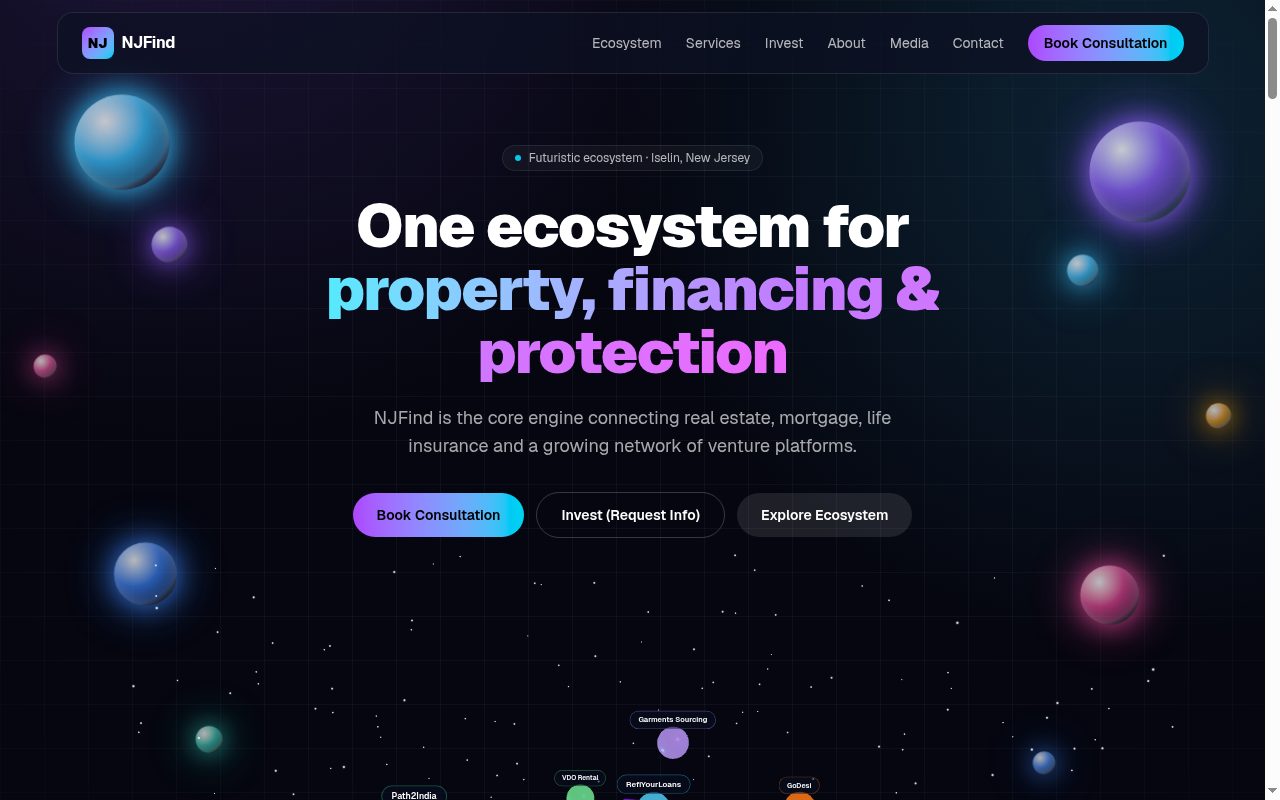 NJ NJFind Ecosystem Services Invest About Media Contact Book Consultation
Futuristic ecosystem · Iselin, New Jersey
One ecosystem for
property, financing &
protection
NJFind is the core engine connecting real estate, mortgage, life
insurance and a growing network of venture platforms.
Book Consultation Invest (Request Info) Explore Ecosystem
Garments Sourcing
VDO Rental RefiYourLoans GoDesi
Path2India